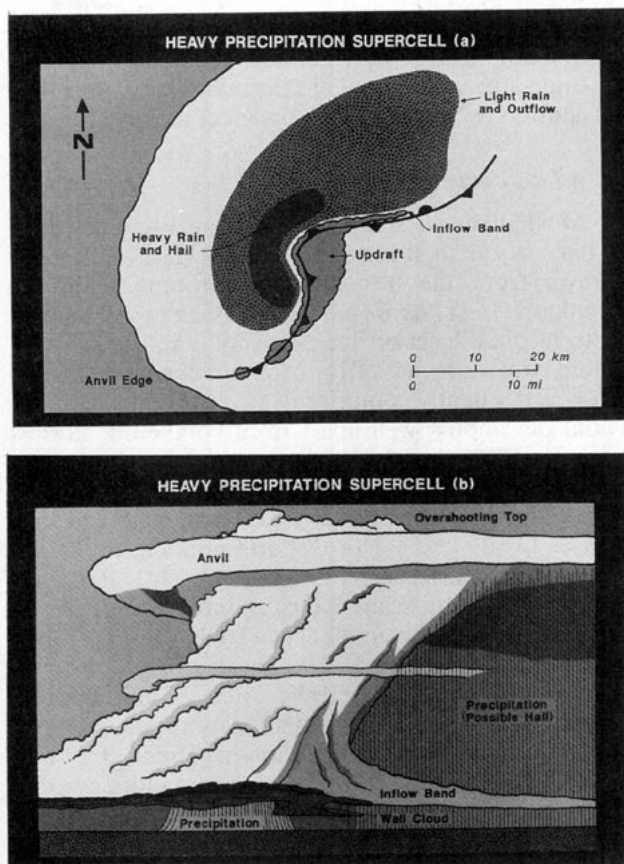 HEAVY PRECIPITATION SUPERCELL (a)
N
Light Rain
and Outflow
Inflow Band
Heavy Rain
and Hail
Updraft
Anvil Edge
0 10 20 km
0 10 mi
HEAVY PRECIPITATION SUPERCELL (b)
Overshooting Top
Anvil
Precipitation
(Possible Hail)
Inflow Band
Wall Cloud
Precipitation